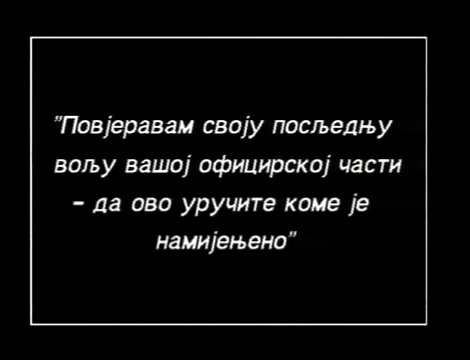 "Повјеравам своју посљедњу
вољу вашој официрској части
– да ово уручите коме је
намијењено"